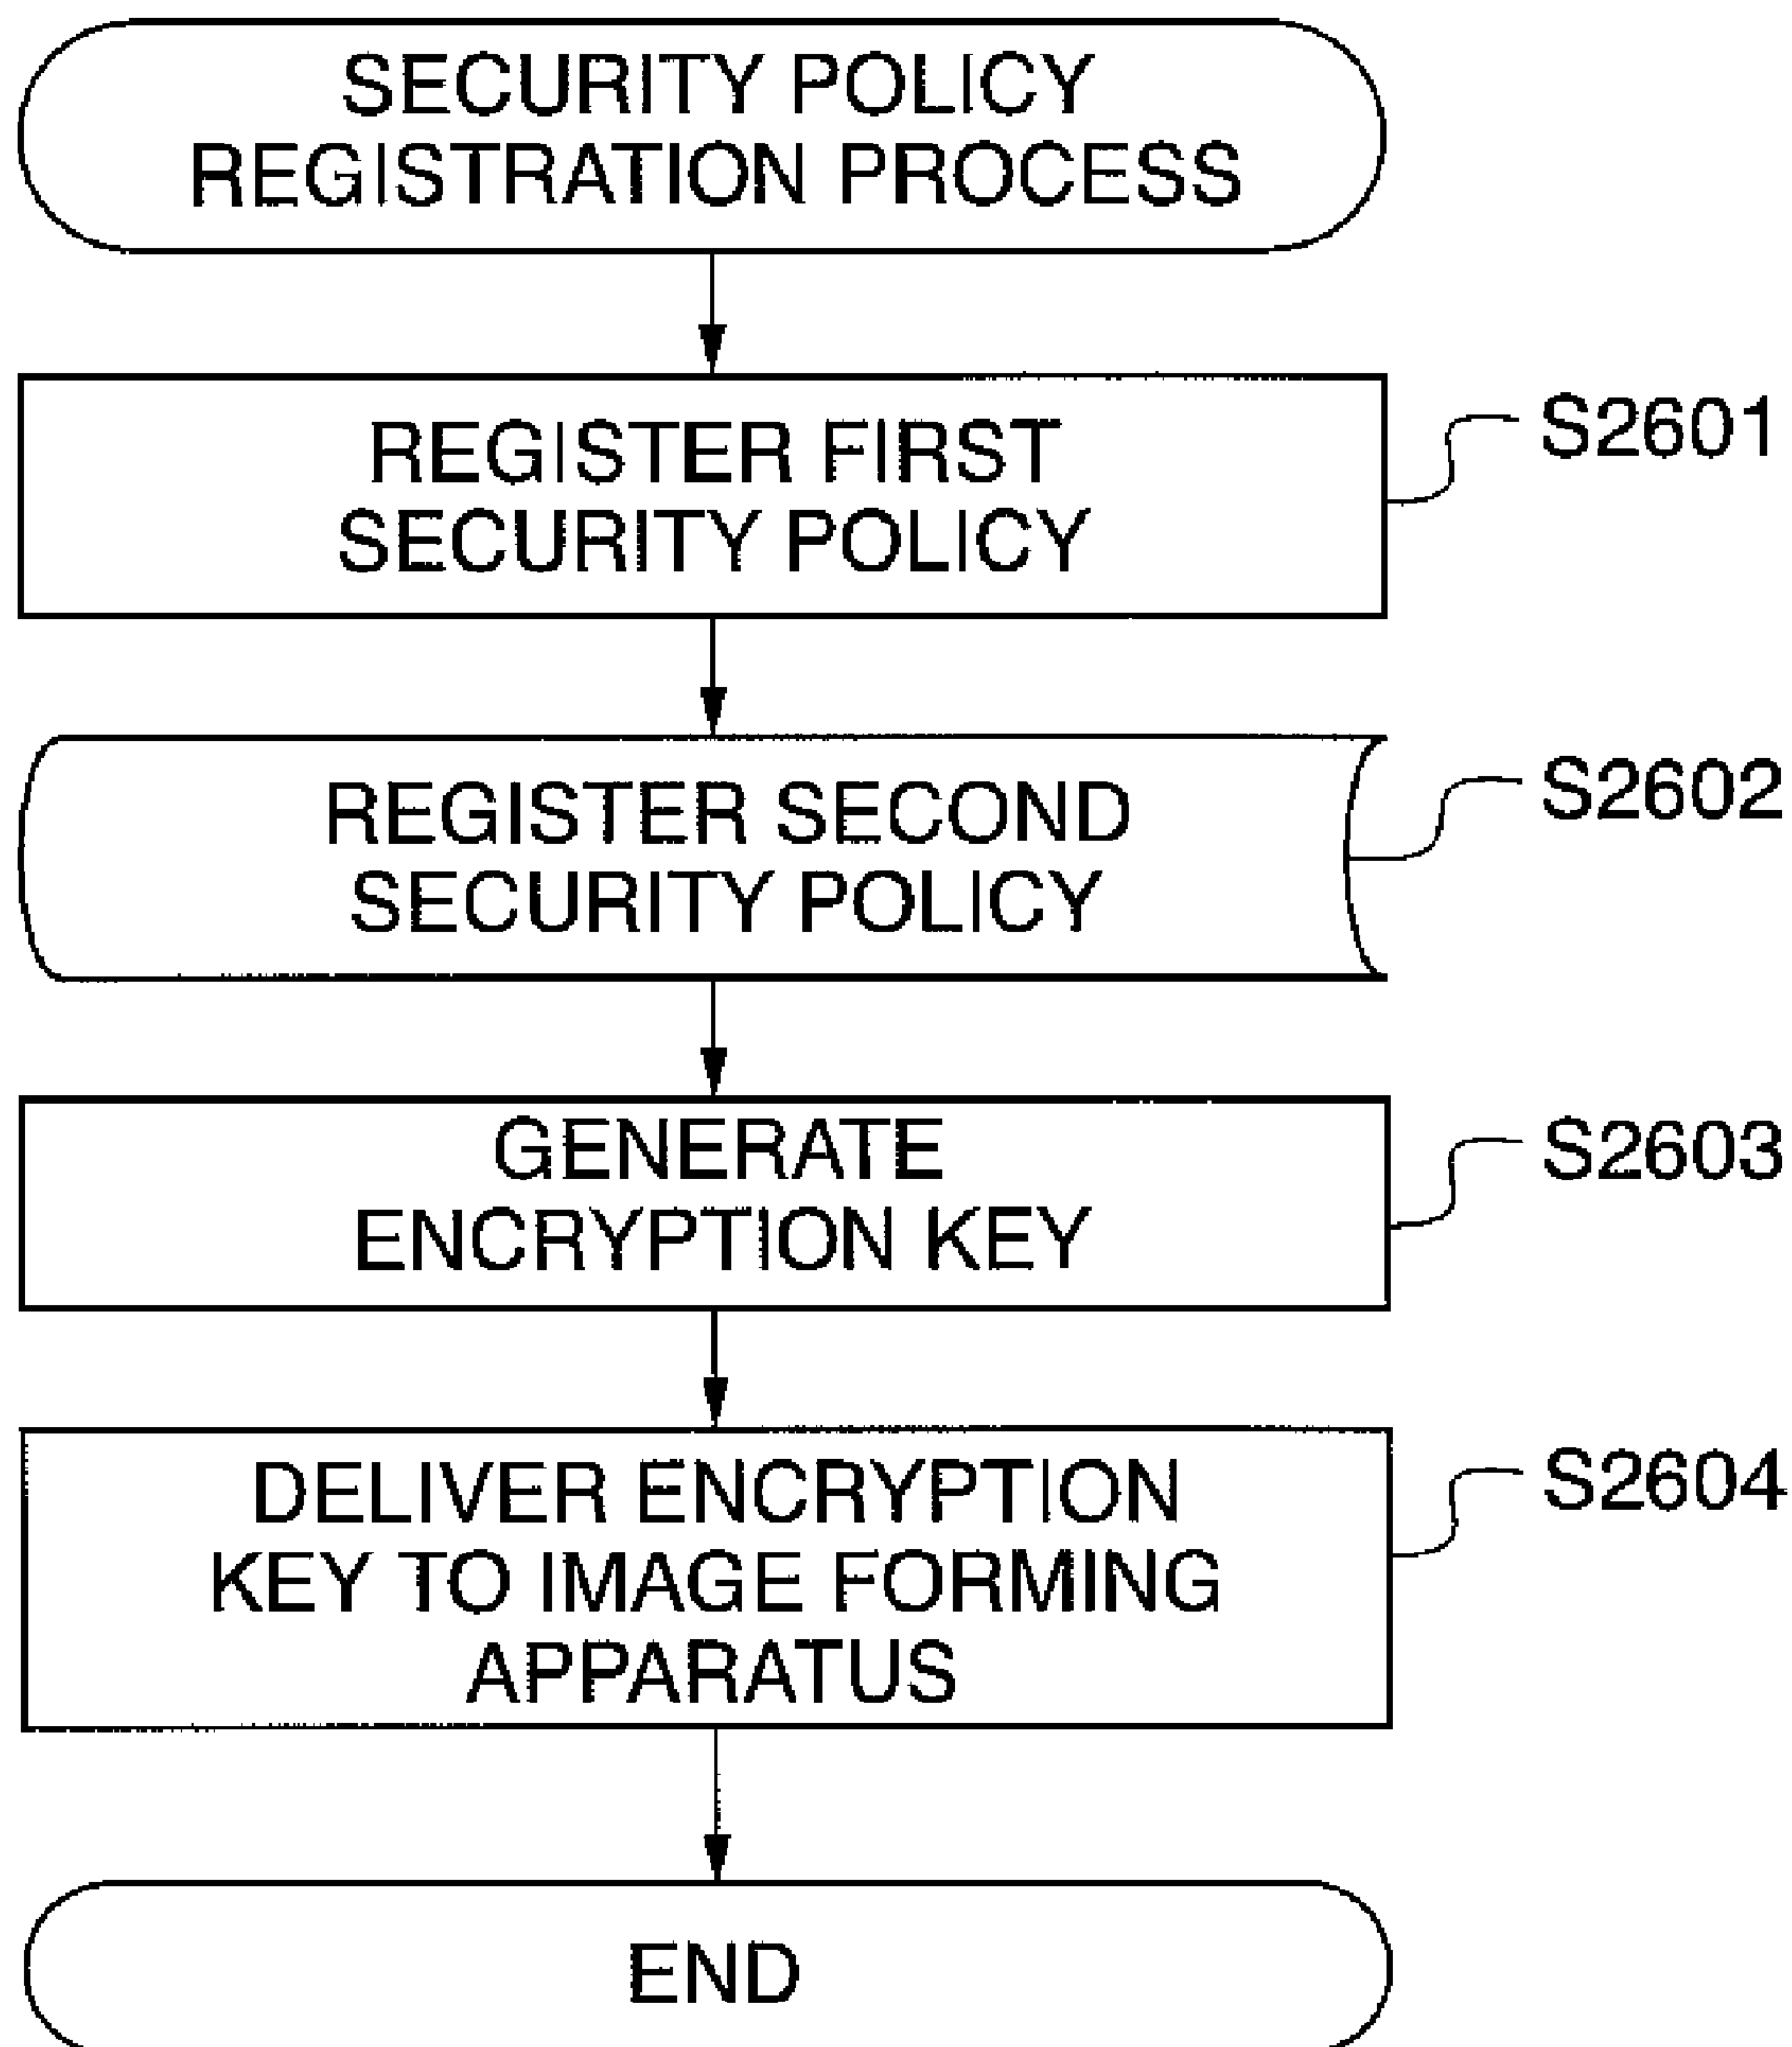 SECURITY POLICY
REGISTRATION PROCESS
REGISTER FIRST
SECURITY POLICY
S2601
REGISTER SECOND
SECURITY POLICY
S2602
GENERATE
ENCRYPTION KEY
S2603
DELIVER ENCRYPTION
KEY TO IMAGE FORMING
APPARATUS
S2604
END